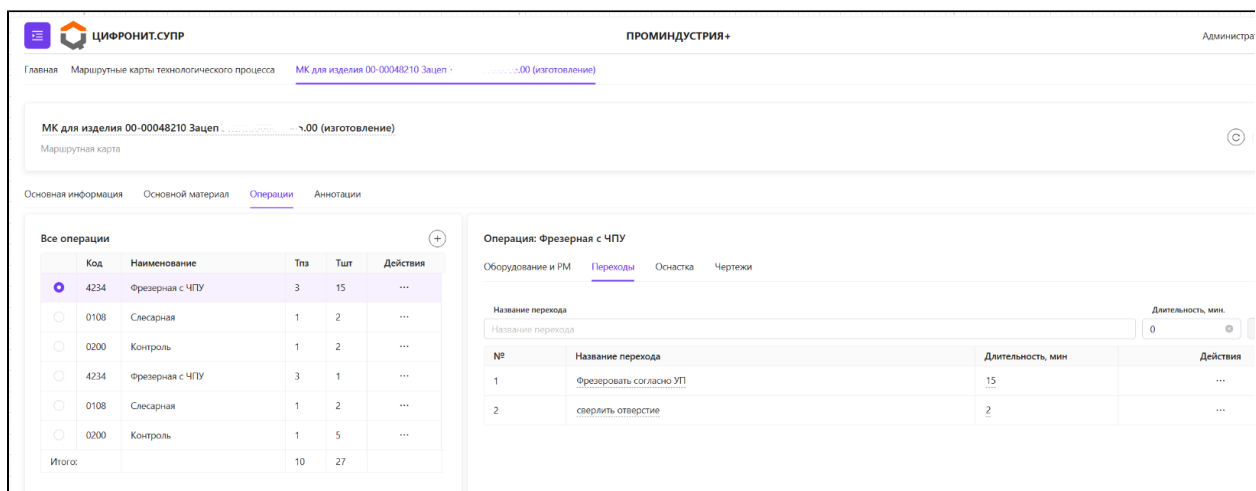 ЦИФРОНИТ.СУПР
ПРОМИНДУСТРИЯ+
Главная Маршрутные карты технологического процесса МК для изделия 00-00048210 Зацеп .00 (изготовление)
МК для изделия 00-00048210 Зацеп .00 (изготовление)
Маршрутная карта
Основная информация Основной материал Операции Аннотации
Все операции
Код Наименование Тпз Тшт Действия
4234 Фрезерная с ЧПУ 3 15 ...
0108 Слесарная 1 2 ...
0200 Контроль 1 2 ...
4234 Фрезерная с ЧПУ 3 1 ...
0108 Слесарная 1 2 ...
0200 Контроль 1 5 ...
Итого: 10 27
Операция: Фрезерная с ЧПУ
Оборудование и РМ Переходы Оснастка Чертежи
Название перехода Длительность, мин.
Название перехода 0
№ Название перехода Длительность, мин Действия
1 Фрезеровать согласно УП 15 ...
2 сверлить отверстие 2 ...